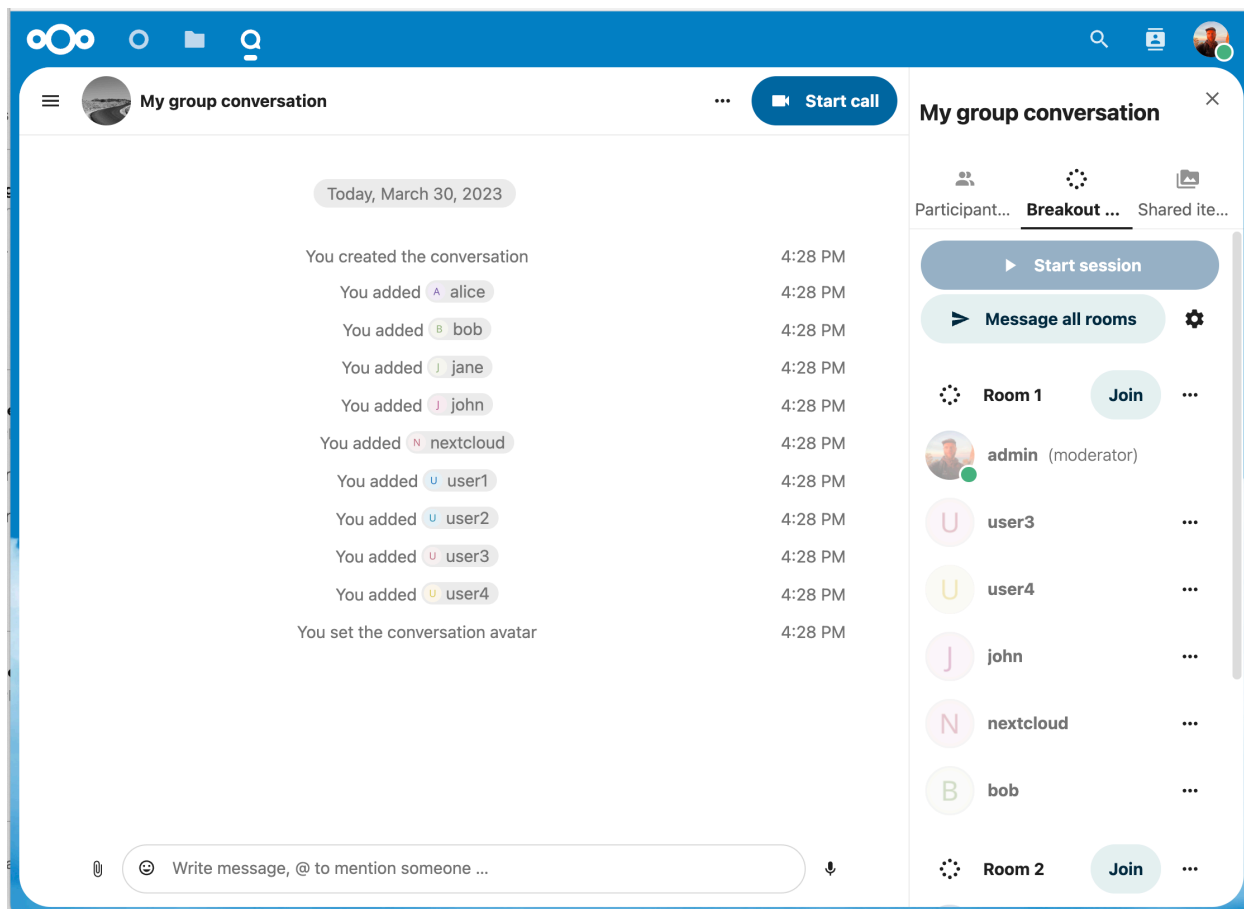 My group conversation
Start call
Today, March 30, 2023
You created the conversation 4:28 PM
You added A alice 4:28 PM
You added B bob 4:28 PM
You added J jane 4:28 PM
You added J john 4:28 PM
You added N nextcloud 4:28 PM
You added U user1 4:28 PM
You added U user2 4:28 PM
You added U user3 4:28 PM
You added U user4 4:28 PM
You set the conversation avatar 4:28 PM
Write message, @ to mention someone ...
My group conversation
Participant... Breakout ... Shared ite...
Start session
Message all rooms
Room 1 Join
admin (moderator)
U user3
U user4
J john
N nextcloud
B bob
Room 2 Join